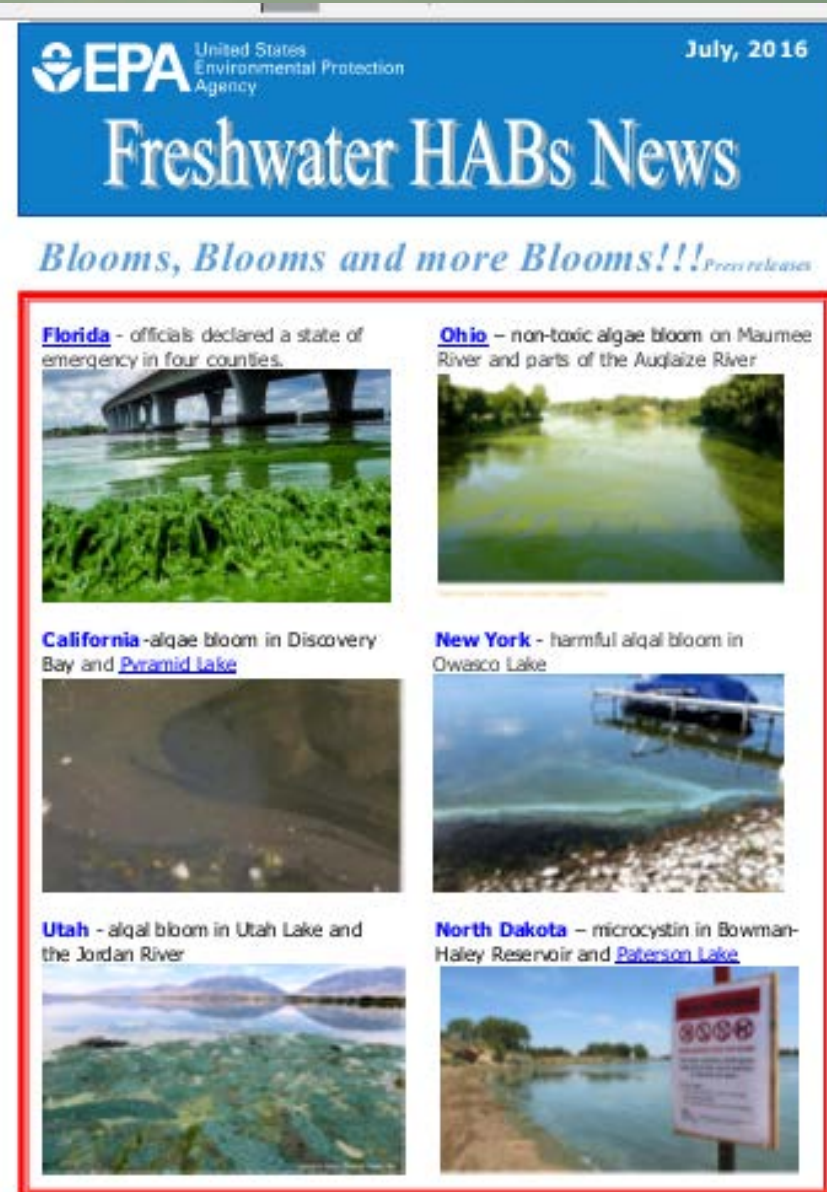 EPA
United States
Environmental Protection
Agency
July, 2016
Freshwater HABs News
Blooms, Blooms and more Blooms!!! Press releases
Florida - officials declared a state of
emergency in four counties.
Ohio – non-toxic algae bloom on Maumee
River and parts of the Auglaize River
California -algae bloom in Discovery
Bay and Pyramid Lake
New York - harmful algal bloom in
Owasco Lake
Utah - algal bloom in Utah Lake and
the Jordan River
North Dakota – microcystin in Bowman-
Haley Reservoir and Paterson Lake